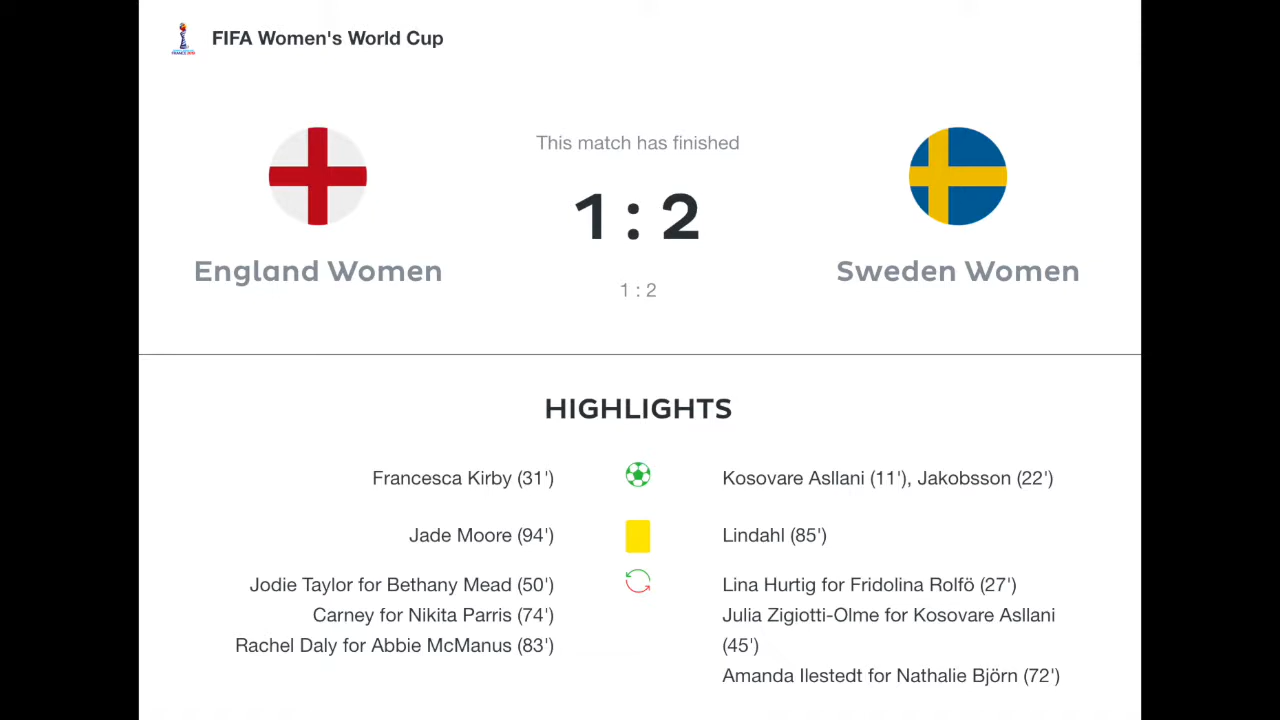 FIFA Women's World Cup
This match has finished
1 : 2
England Women
Sweden Women
1 : 2
HIGHLIGHTS
Francesca Kirby (31')
Kosovare Asllani (11'), Jakobsson (22')
Jade Moore (94')
Lindahl (85')
Jodie Taylor for Bethany Mead (50')
Carney for Nikita Parris (74')
Rachel Daly for Abbie McManus (83')
Lina Hurtig for Fridolina Rolfö (27')
Julia Zigiotti-Olme for Kosovare Asllani
(45')
Amanda Ilestedt for Nathalie Björn (72')